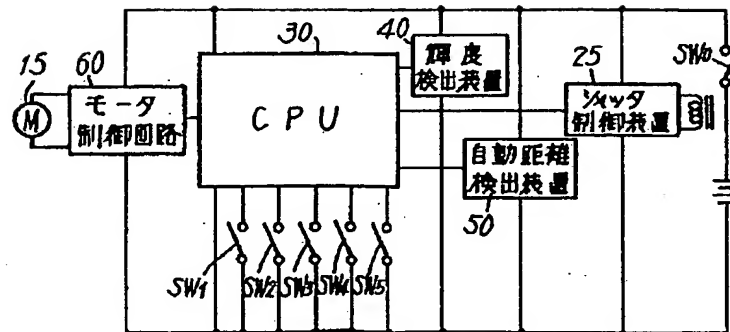 30
40
15
60
25
SW0
輝度
検出装置
モータ
制御回路
CPU
シャッタ
制御装置
自動距離
検出装置
50
M
SW1
SW2
SW3
SW4
SW5